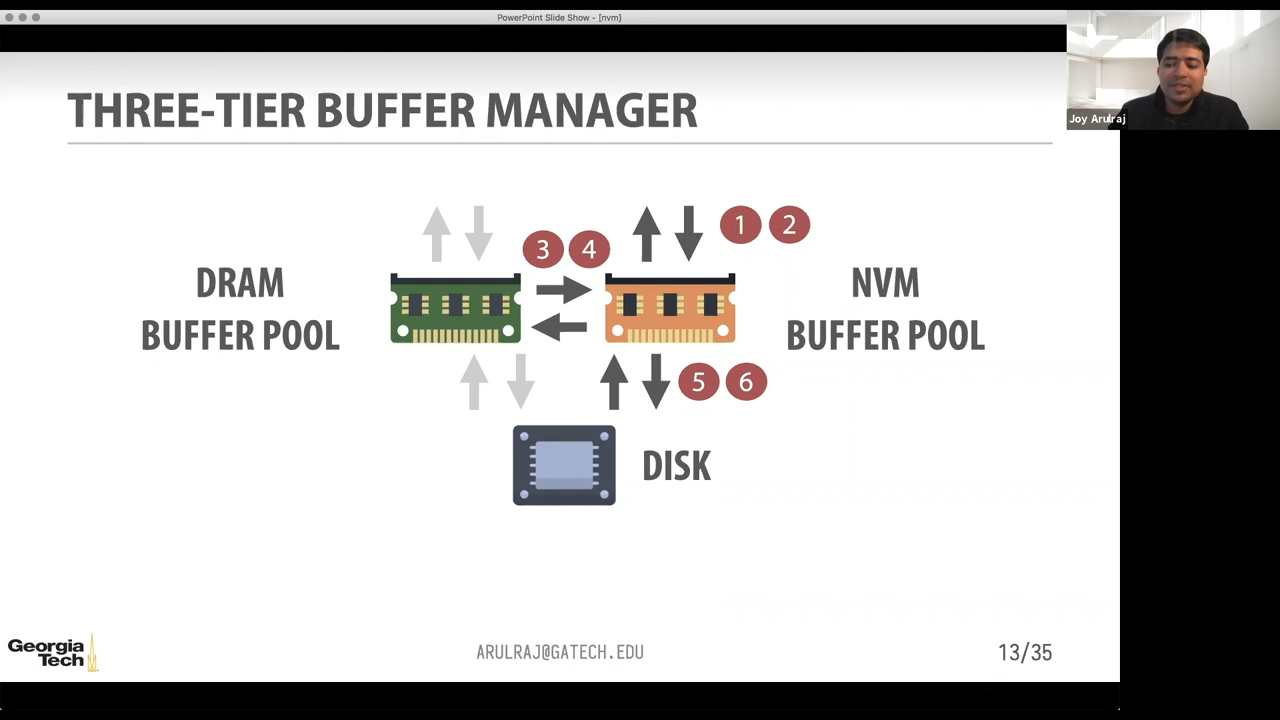 PowerPoint Slide Show - [nvm]
Joy Arulraj
THREE-TIER BUFFER MANAGER
1 2
3 4
DRAM
BUFFER POOL
NVM
BUFFER POOL
5 6
DISK
Georgia
Tech
ARULRAJ@GATECH.EDU
13/35